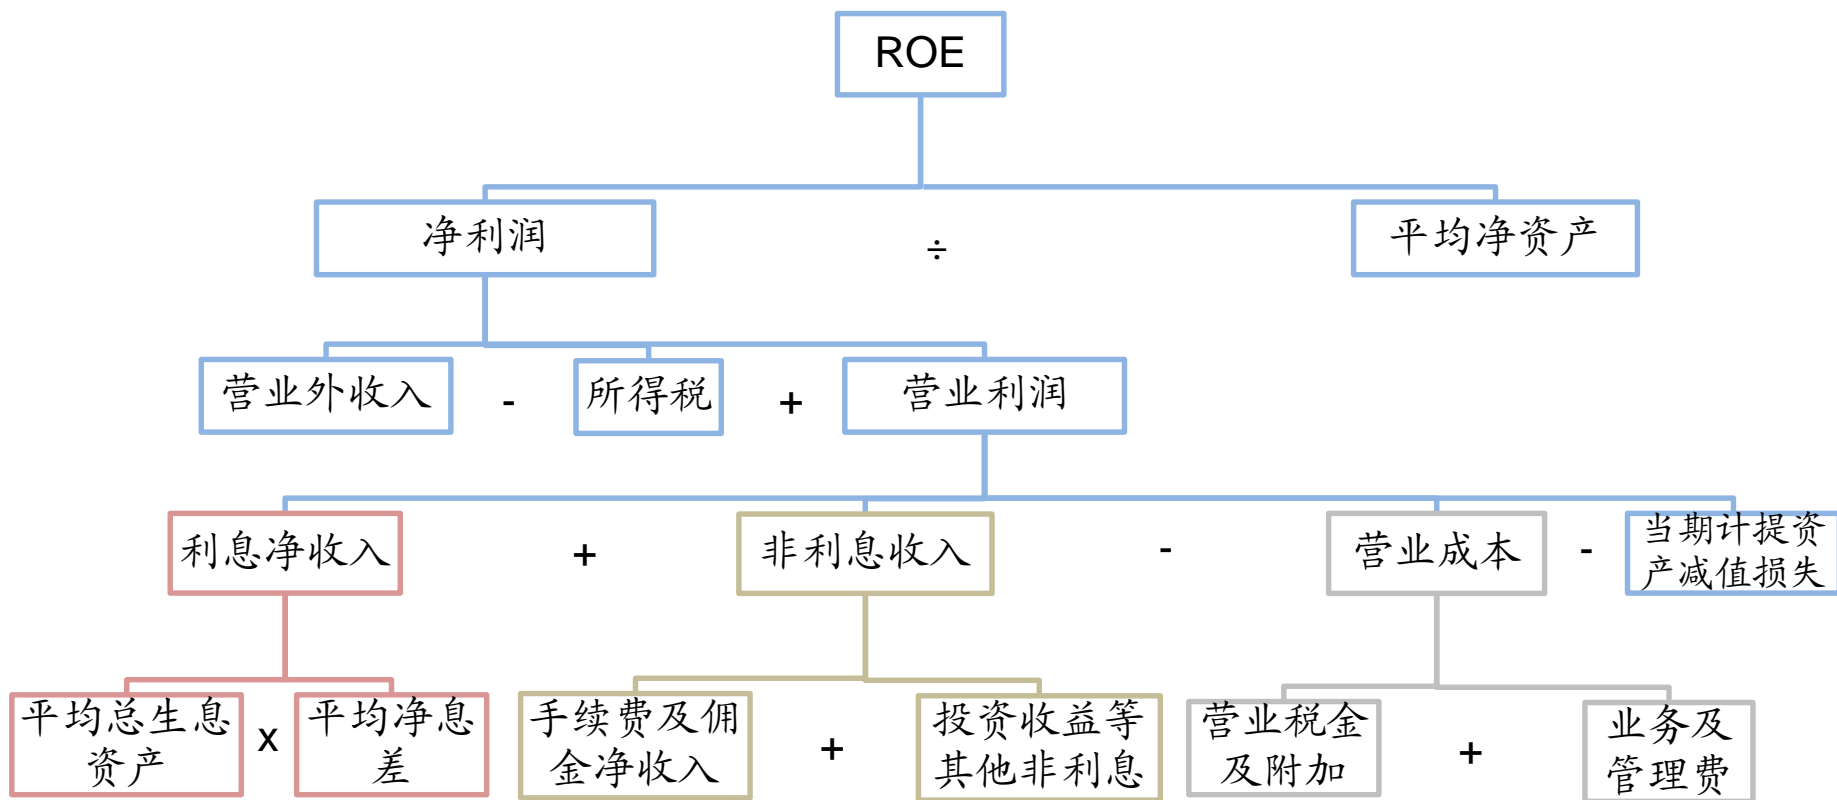 ROE
净利润
÷
平均净资产
营业外收入
-
所得税
+
营业利润
利息净收入
+
非利息收入
-
营业成本
-
当期计提资
产减值损失
平均总生息
资产
x
平均净息
差
手续费及佣
金净收入
+
投资收益等
其他非利息
营业税金
及附加
+
业务及
管理费